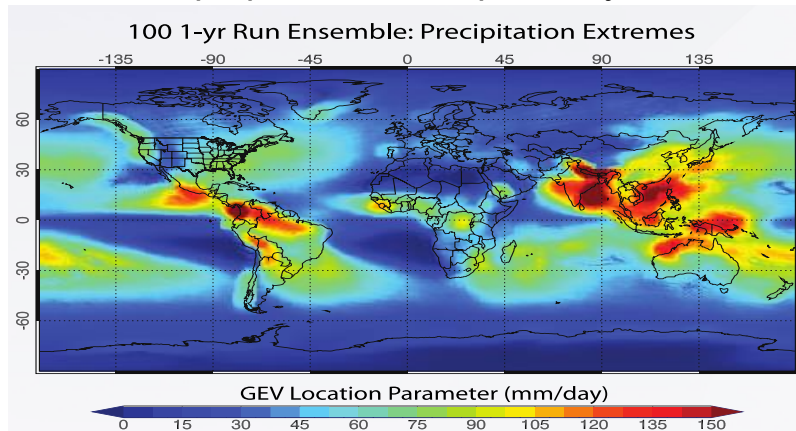 100 1-yr Run Ensemble: Precipitation Extremes
-135 -90 -45 0 45 90 135
60
30
0
-30
-60
GEV Location Parameter (mm/day)
0 15 30 45 60 75 90 105 120 135 150